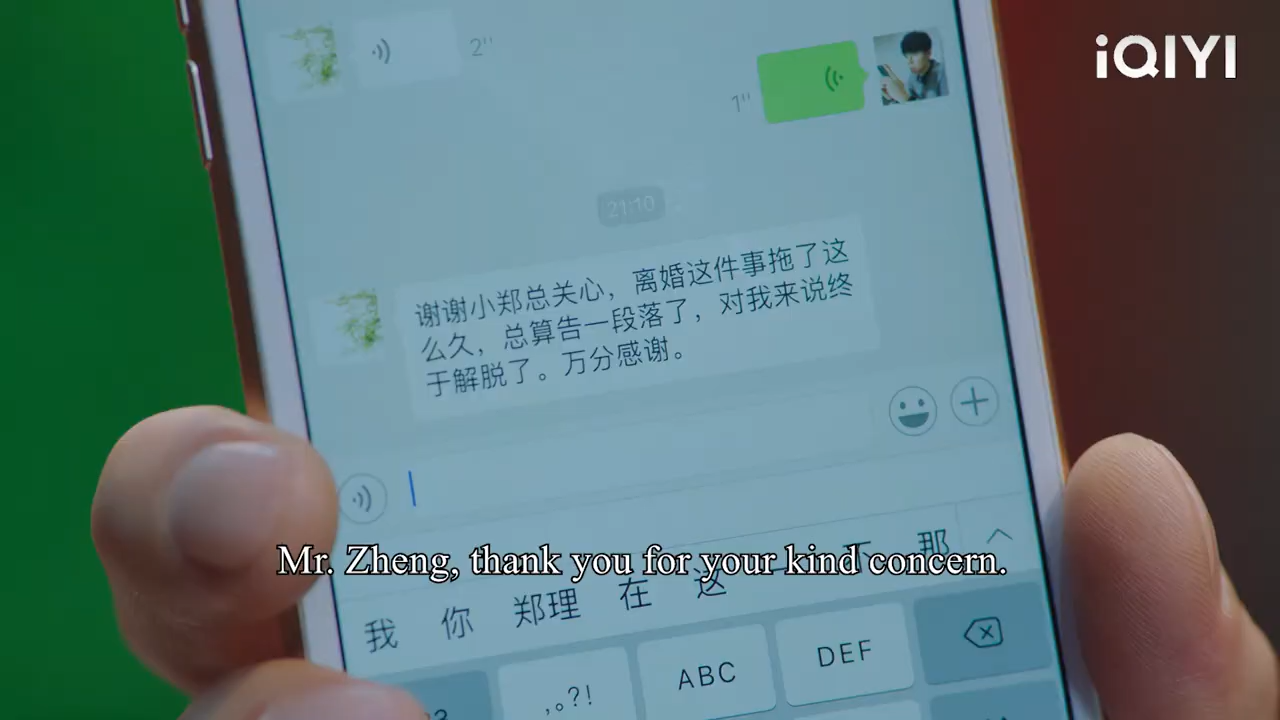 iQIYI
2"
1"
21:10
谢谢小郑总关心，离婚这件事拖了这
么久，总算告一段落了，对我来说终
于解脱了。万分感谢。
Mr. Zheng, thank you for your kind concern.
我 你 郑理 在 这 一 下 那
,。?! ABC DEF